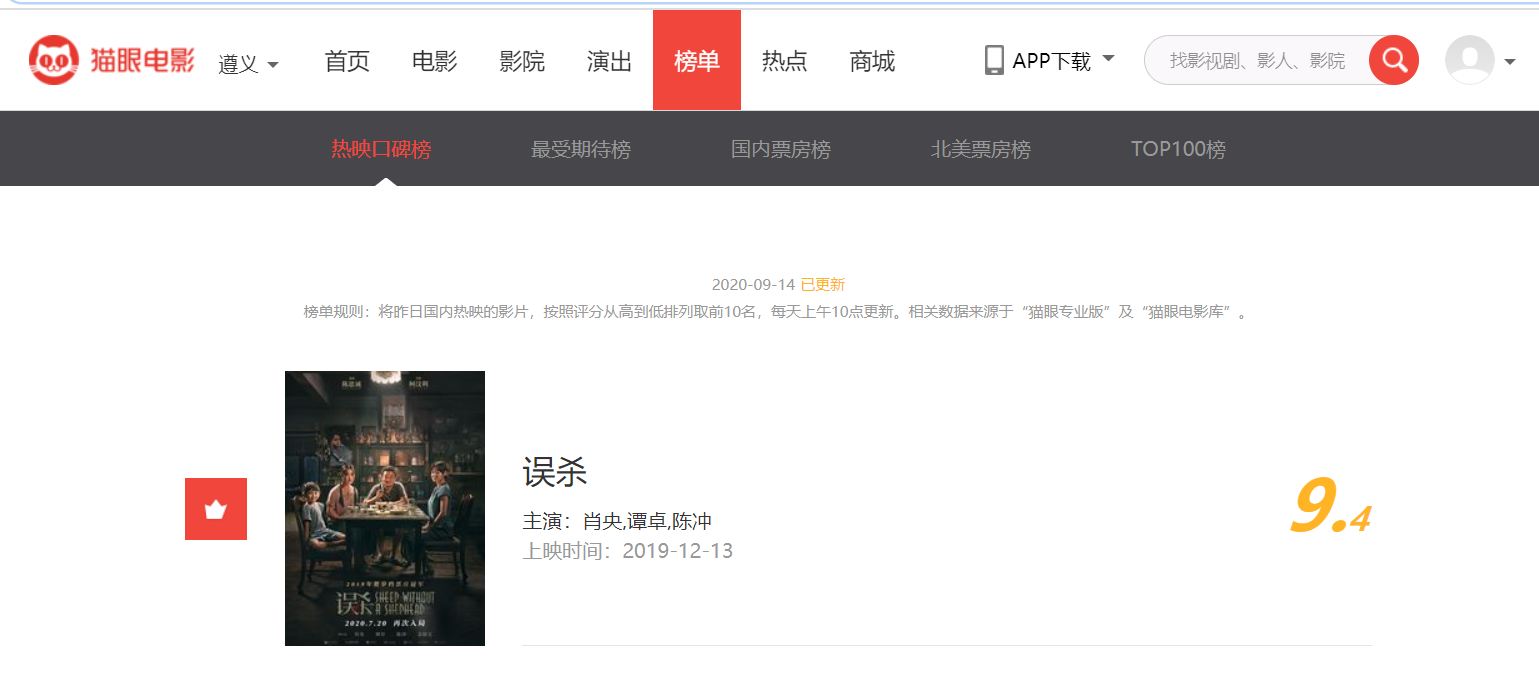 猫眼电影 遵义 首页 电影 影院 演出 榜单 热点 商城 APP下载 找影视剧、影人、影院
热映口碑榜 最受期待榜 国内票房榜 北美票房榜 TOP100榜
2020-09-14 已更新
榜单规则：将昨日国内热映的影片，按照评分从高到低排列取前10名，每天上午10点更新。相关数据来源于“猫眼专业版”及“猫眼电影库”。
误杀
主演：肖央,谭卓,陈冲
上映时间：2019-12-13
9.4
误杀 SHEEP WITHOUT
A SHEPHERD
2020.7.20 再次入局